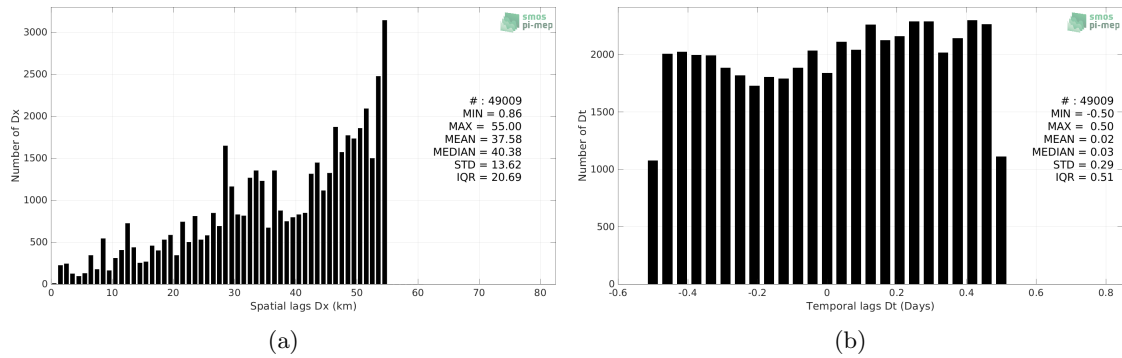 smos
pi-mep
3000
2500
2000
1500
1000
500
0
Number of Dx
# : 49009
MIN = 0.86
MAX = 55.00
MEAN = 37.58
MEDIAN = 40.38
STD = 13.62
IQR = 20.69
0 10 20 30 40 50 60 70 80
Spatial lags Dx (km)
(a)
smos
pi-mep
2000
1500
1000
500
0
Number of Dt
# : 49009
MIN = -0.50
MAX = 0.50
MEAN = 0.02
MEDIAN = 0.03
STD = 0.29
IQR = 0.51
-0.6 -0.4 -0.2 0 0.2 0.4 0.6 0.8
Temporal lags Dt (Days)
(b)